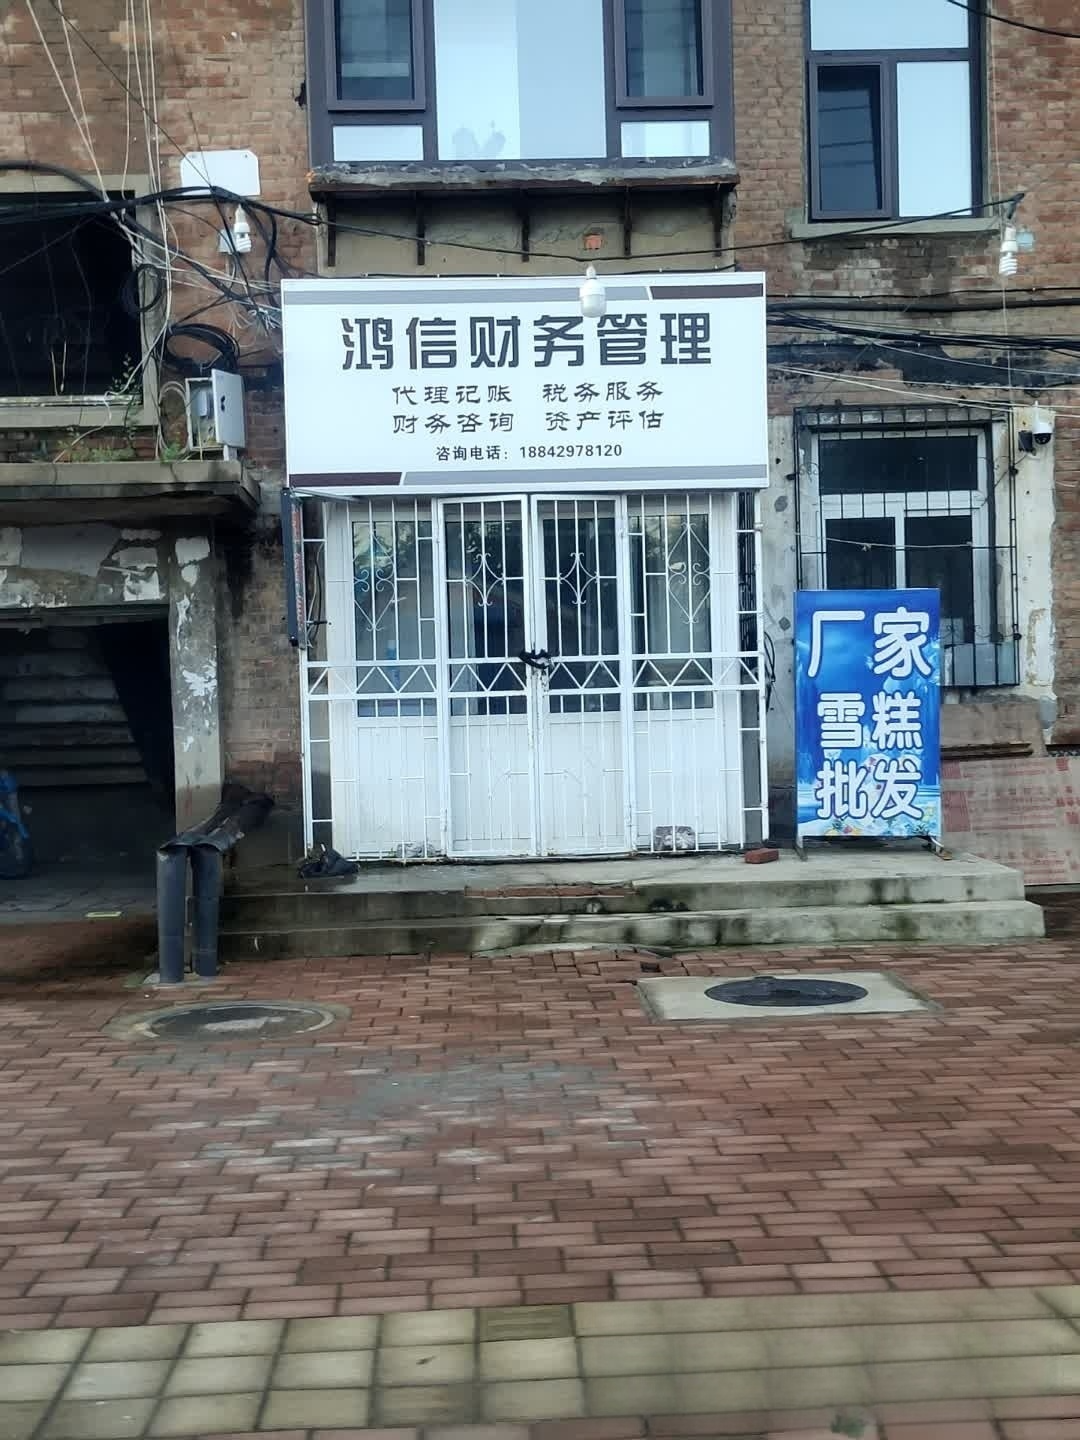 鸿信财务管理
代理记账 税务服务
财务咨询 资产评估
咨询电话：18842978120
厂家
雪糕
批发